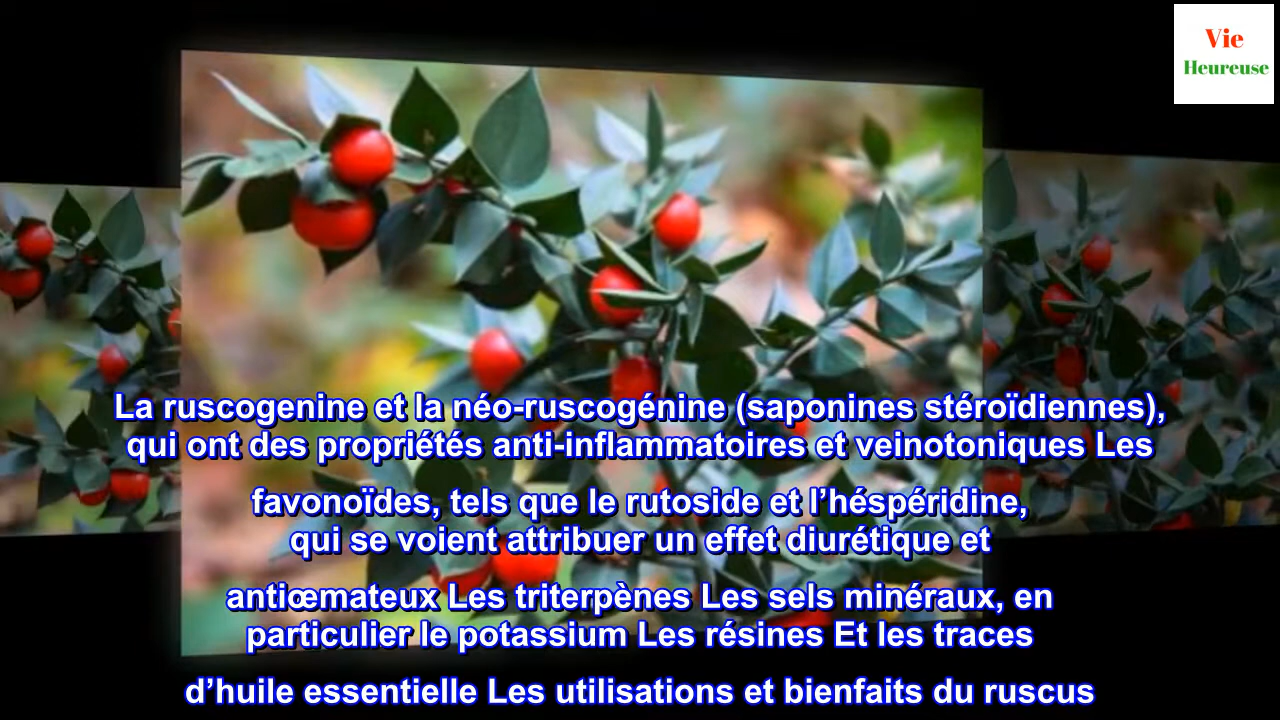 Vie
Heureuse
La ruscogenine et la néo-ruscogénine (saponines stéroïdiennes),
qui ont des propriétés anti-inflammatoires et veinotoniques Les
favonoïdes, tels que le rutoside et l’héspéridine,
qui se voient attribuer un effet diurétique et
antiœmateux Les triterpènes Les sels minéraux, en
particulier le potassium Les résines Et les traces
d’huile essentielle Les utilisations et bienfaits du ruscus